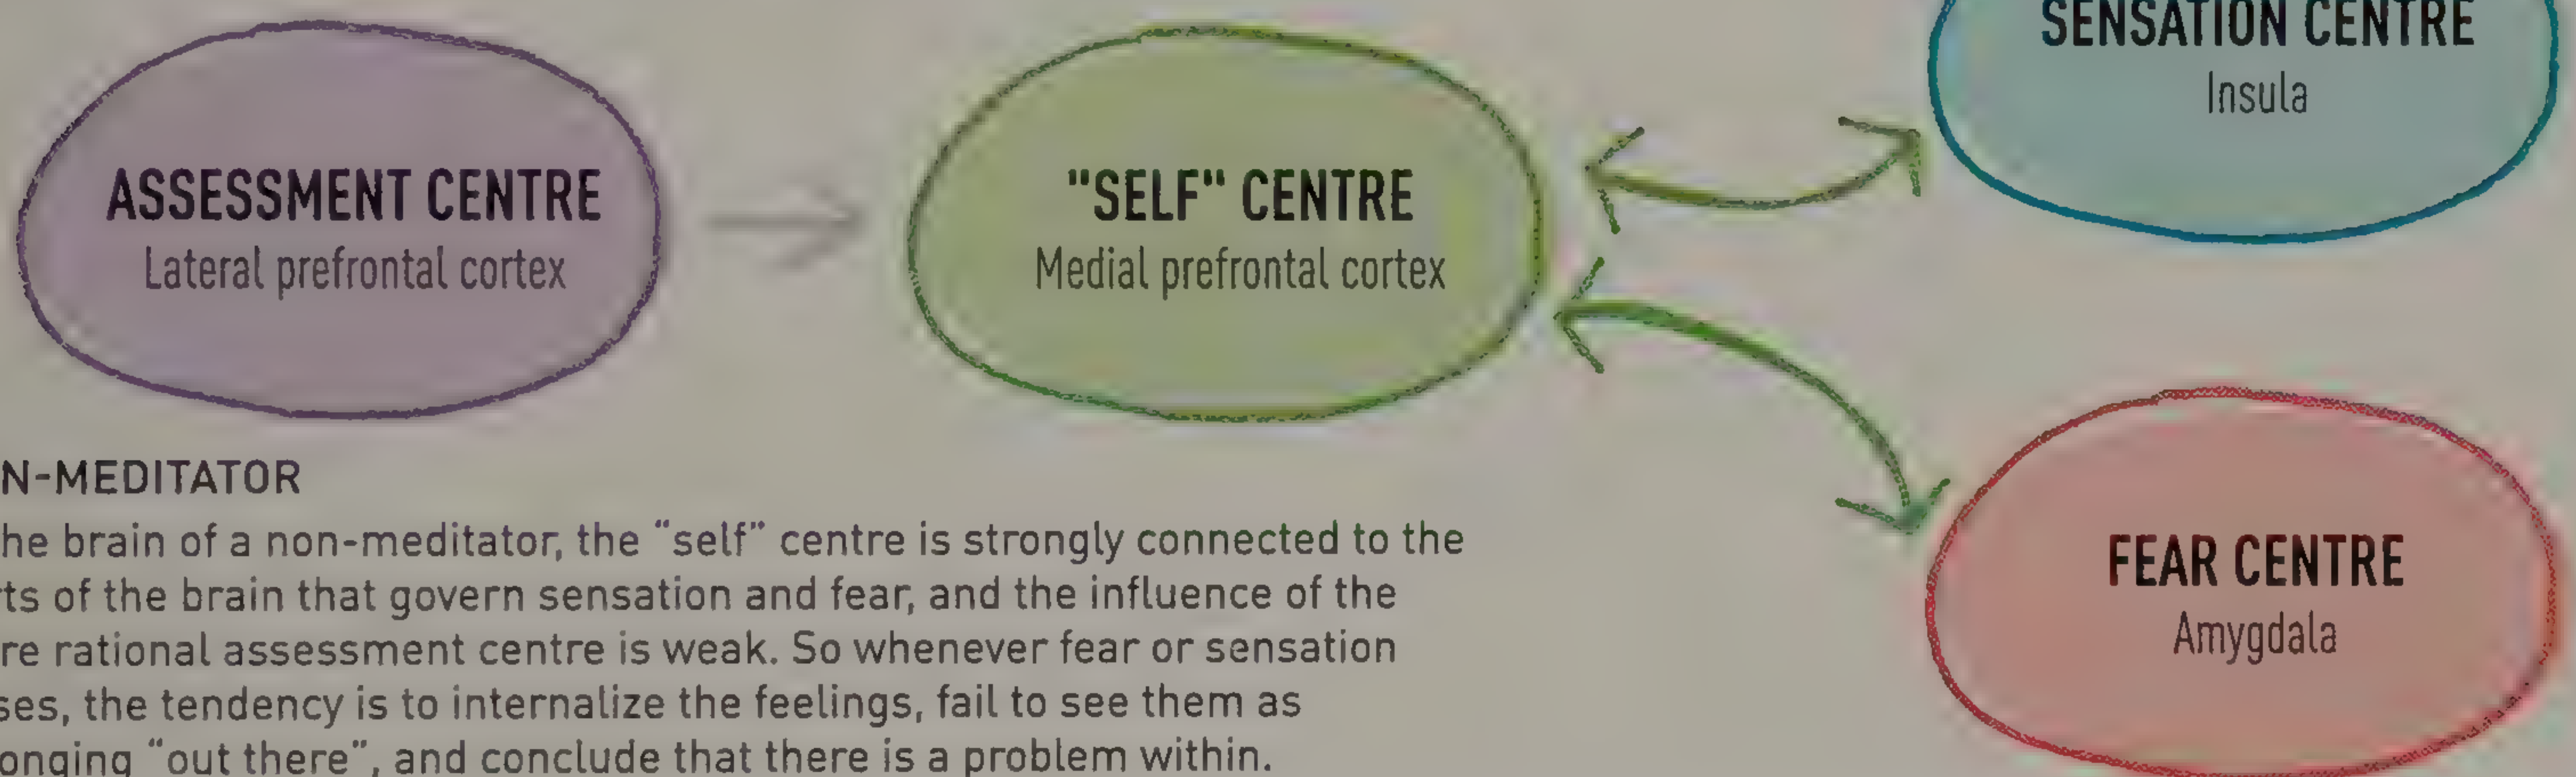 SENSATION CENTRE
Insula
ASSESSMENT CENTRE
Lateral prefrontal cortex
"SELF" CENTRE
Medial prefrontal cortex
FEAR CENTRE
Amygdala
N-MEDITATOR
he brain of a non-meditator, the “self” centre is strongly connected to the
ts of the brain that govern sensation and fear, and the influence of the
re rational assessment centre is weak. So whenever fear or sensation
ses, the tendency is to internalize the feelings, fail to see them as
onging “out there”, and conclude that there is a problem within.